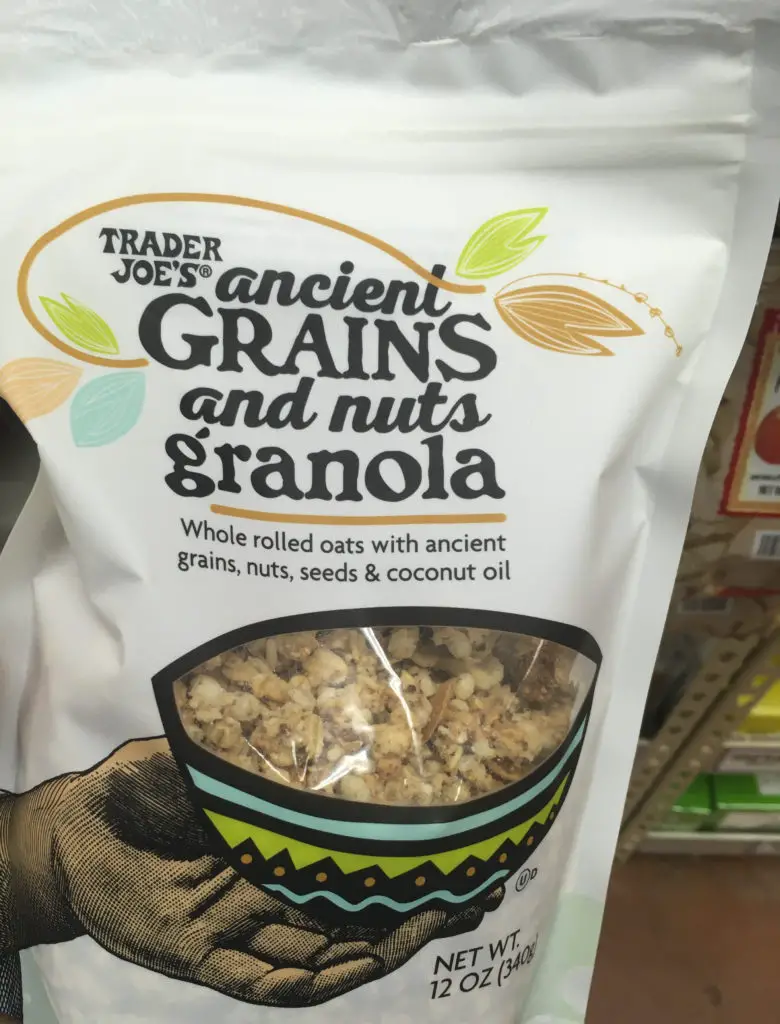 TRADER
JOE'S®
ancient
GRAINS
and nuts
granola
Whole rolled oats with ancient
grains, nuts, seeds & coconut oil
UD
NET WT.
12 OZ (340g)